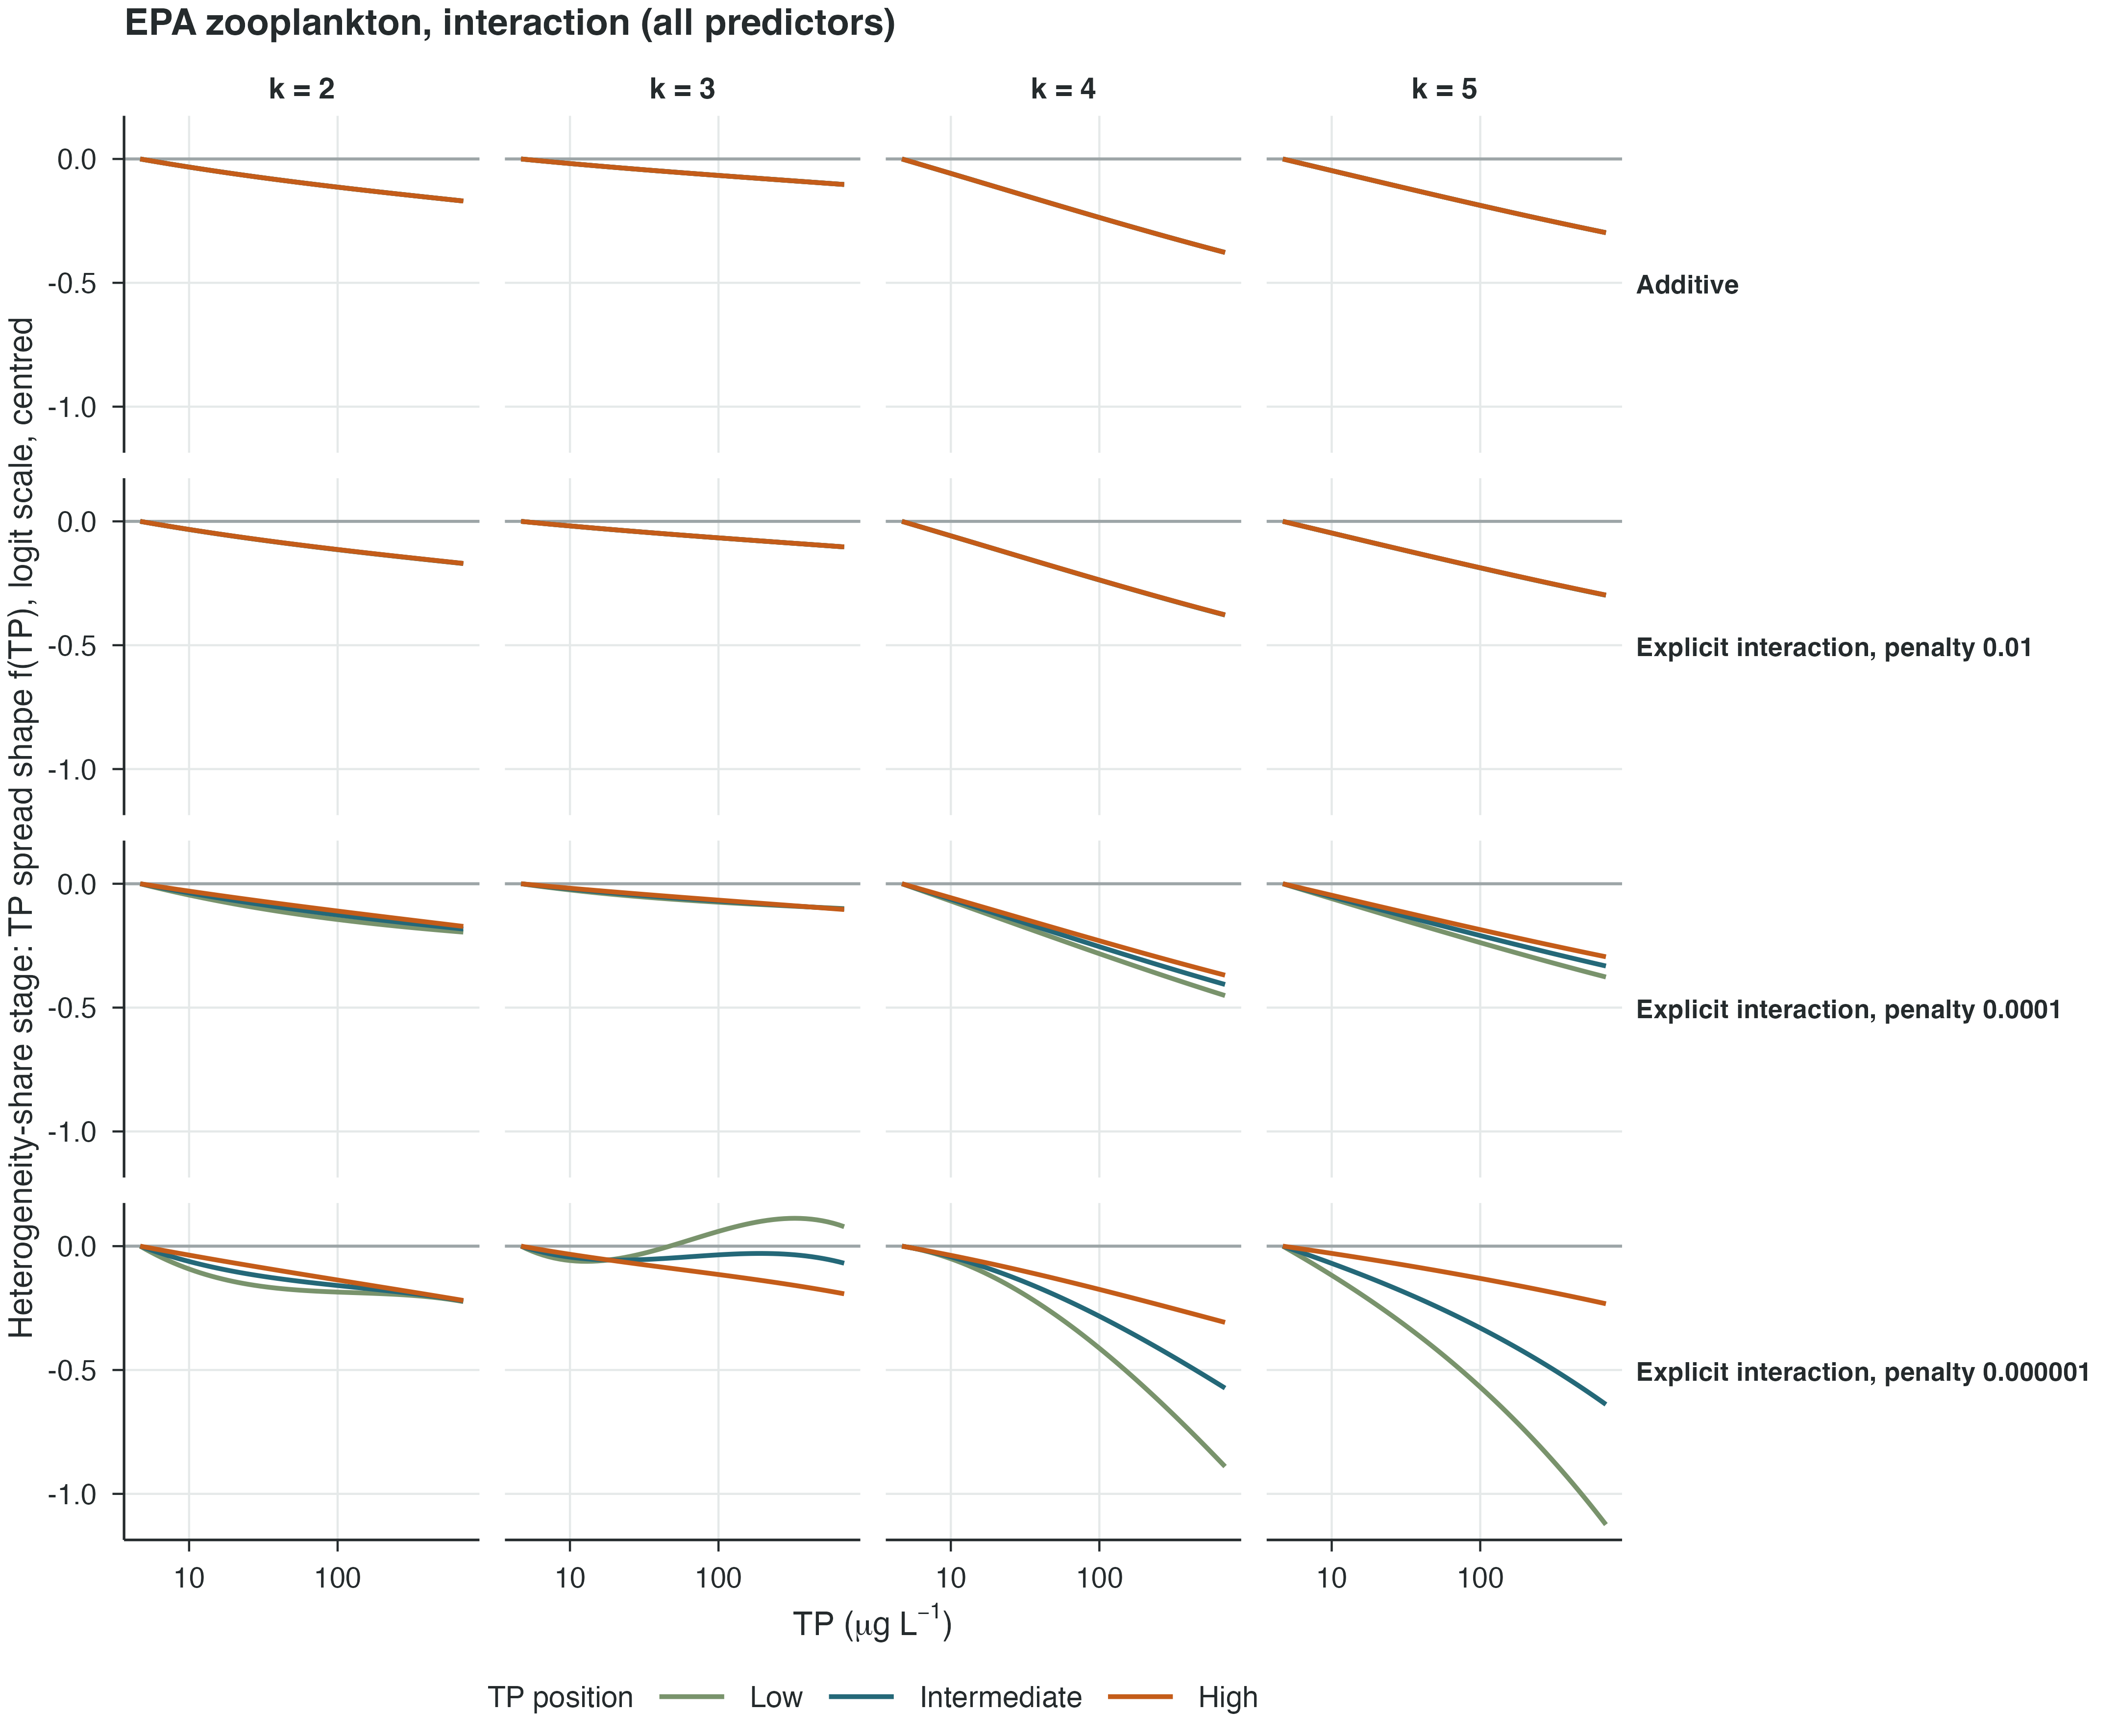 EPA zooplankton, interaction (all predictors)
k = 2 k = 3 k = 4 k = 5
Heterogeneity-share stage: TP spread shape f(TP), logit scale, centred
0.0
-0.5
-1.0
Additive
0.0
-0.5
-1.0
Explicit interaction, penalty 0.01
0.0
-0.5
-1.0
Explicit interaction, penalty 0.0001
0.0
-0.5
-1.0
Explicit interaction, penalty 0.000001
10 100 10 100 10 100 10 100
TP (μg L⁻¹)
TP position Low Intermediate High